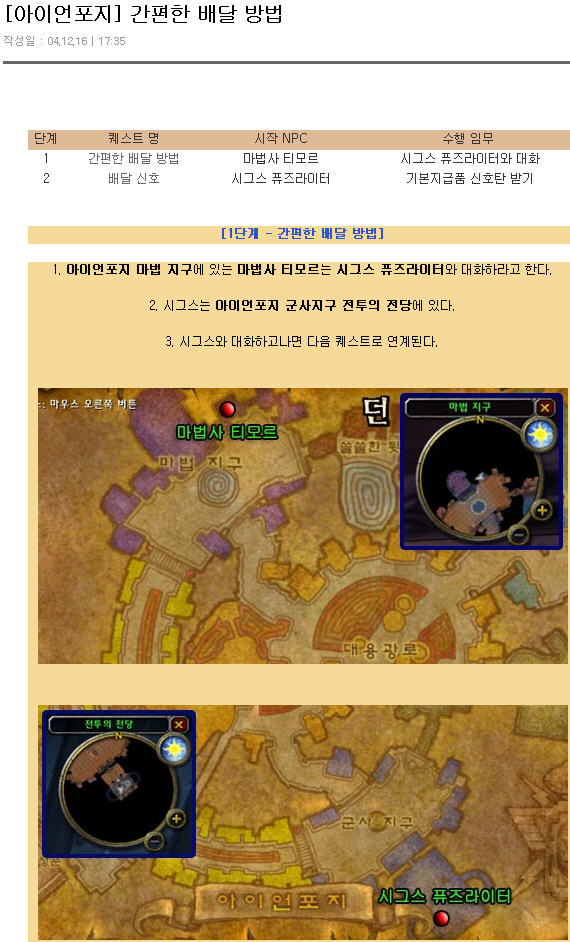 [아이언포지] 간편한 배달 방법
작성일 : 04.12.16 | 17:35
단계 퀘스트 명 시작 NPC 수행 임무
1 간편한 배달 방법 마법사 티모르 시그스 퓨즈라이터와 대화
2 배달 신호 시그스 퓨즈라이터 기본지급품 신호탄 받기
[1단계 - 간편한 배달 방법]
1. 아이언포지 마법 지구에 있는 마법사 티모르는 시그스 퓨즈라이터와 대화하라고 한다.
2. 시그스는 아이언포지 군사지구 전투의 전당에 있다.
3. 시그스와 대화하고나면 다음 퀘스트로 연계된다.
마우스 오른쪽 버튼
마법사 티모르
던
마법 지구
N
쓸쓸한 뒷
마법 지구
대용광로
전투의 전당
N
군사 지구
아이언포지
시그스 퓨즈라이터